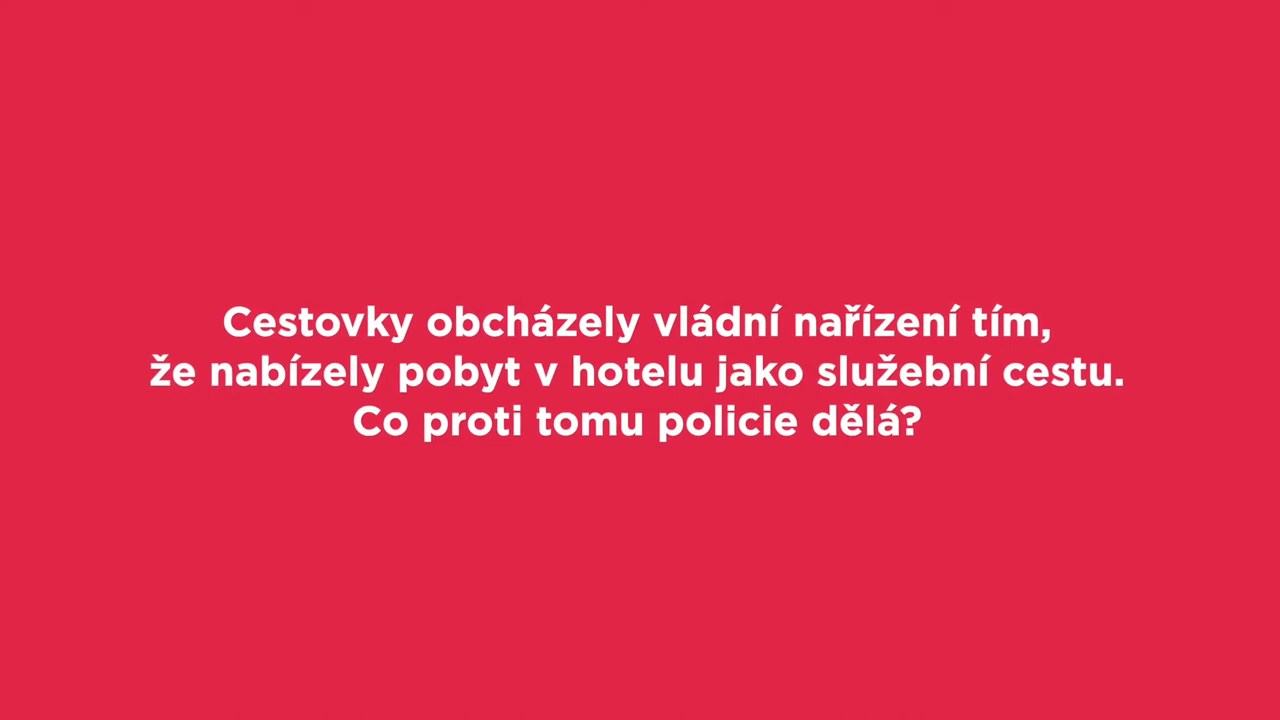 Cestovky obcházely vládní nařízení tím,
že nabízely pobyt v hotelu jako služební cestu.
Co proti tomu policie dělá?